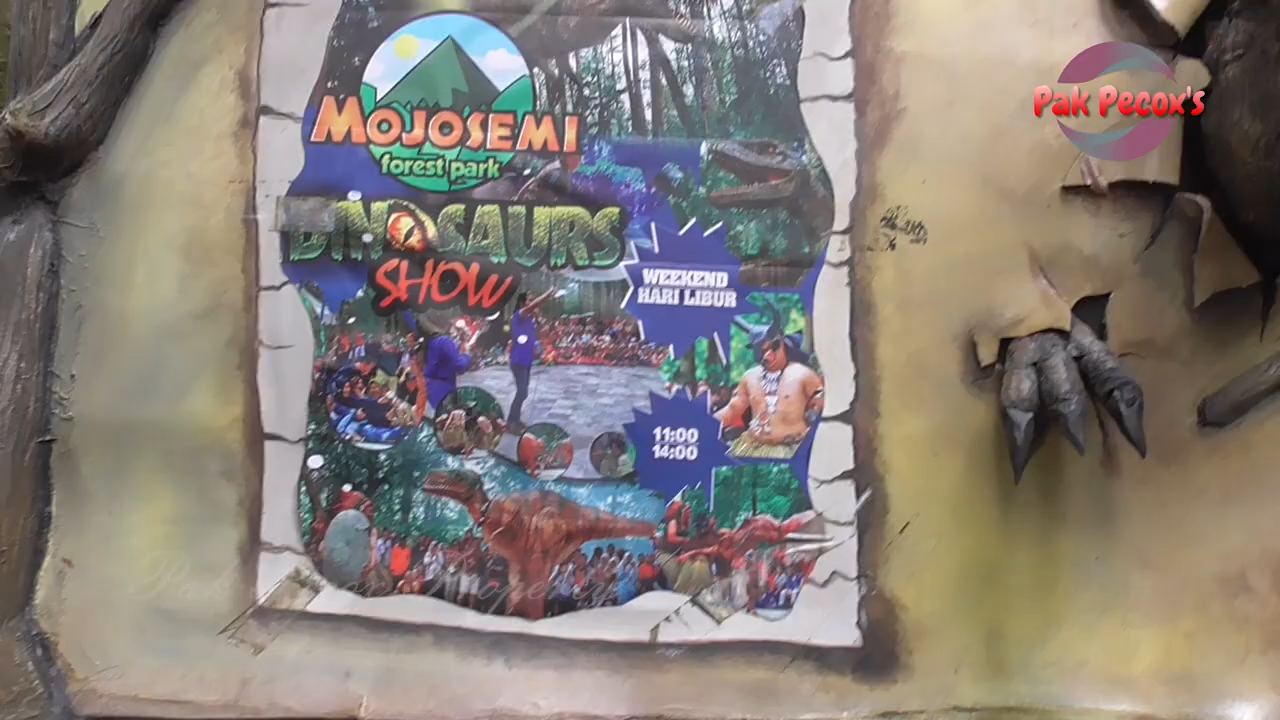 MOJOSEMI
forest park
DINOSAURS
SHOW
WEEKEND
HARI LIBUR
11:00
14:00
Pak Pecox's